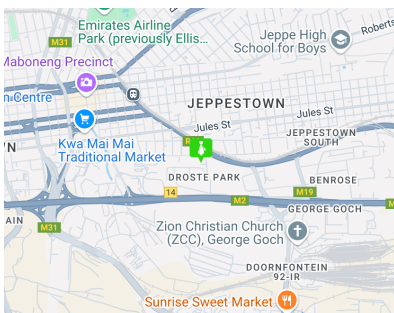 Emirates Airline
Park (previously Ellis...
M31
Jeppe High
School for Boys
Roberts
Maboneng Precinct
n Centre
JEPPESTOWN
Jules St
Jules St
Kwa Mai Mai
Traditional Market
R
JEPPESTOWN
SOUTH
WN
DROSTE PARK
BENROSE
14
M19
M2
M
GEORGE GOCH
AIN
M31
Zion Christian Church
(ZCC), George Goch
DOORNFONTEIN
92-IR
Sunrise Sweet Market